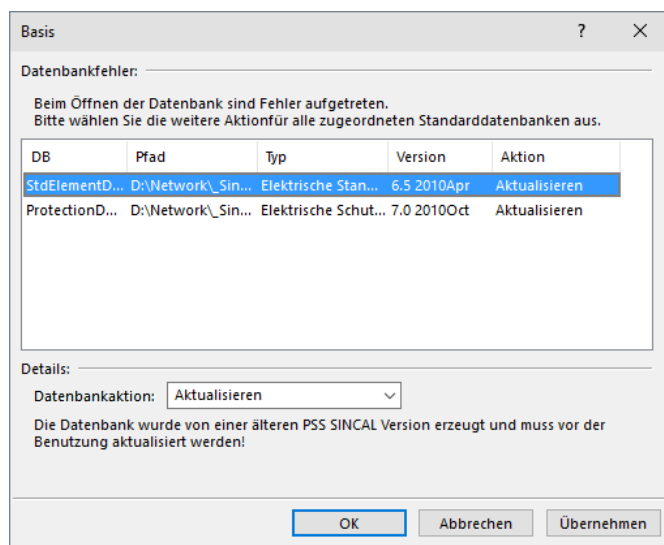 Basis
Datenbankfehler:
Beim Öffnen der Datenbank sind Fehler aufgetreten.
Bitte wählen Sie die weitere Aktionfür alle zugeordneten Standarddatenbanken aus.
DB Pfad Typ Version Aktion
StdElementD... D:\Network\_Sin... Elektrische Stan... 6.5 2010Apr Aktualisieren
ProtectionD... D:\Network\_Sin... Elektrische Schut... 7.0 2010Oct Aktualisieren
Details:
Datenbankaktion: Aktualisieren
Die Datenbank wurde von einer älteren PSS SINCAL Version erzeugt und muss vor der
Benutzung aktualisiert werden!
OK Abbrechen Übernehmen